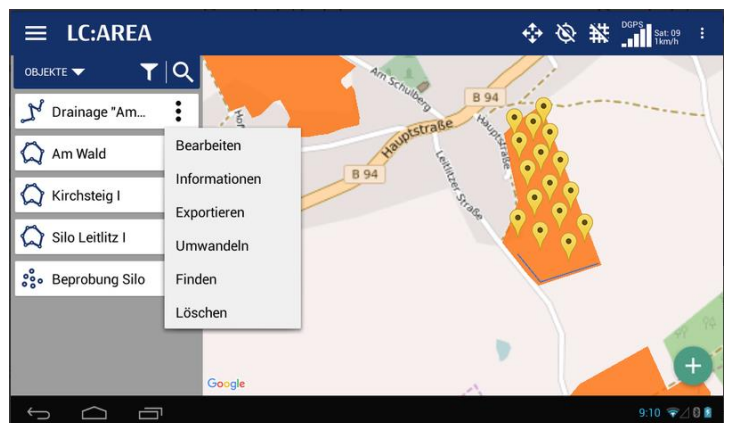 LC:AREA
DGPS
Sat: 09
1km/h
OBJEKTE
Drainage "Am...
Am Wald
Kirchsteig I
Silo Leitlitz I
Beprobung Silo
Bearbeiten
Informationen
Exportieren
Umwandeln
Finden
Löschen
Am Schulberg
B 94
Hauptstraße
Hauptstraße
B 94
Leitlitzer Straße
Google
9:10